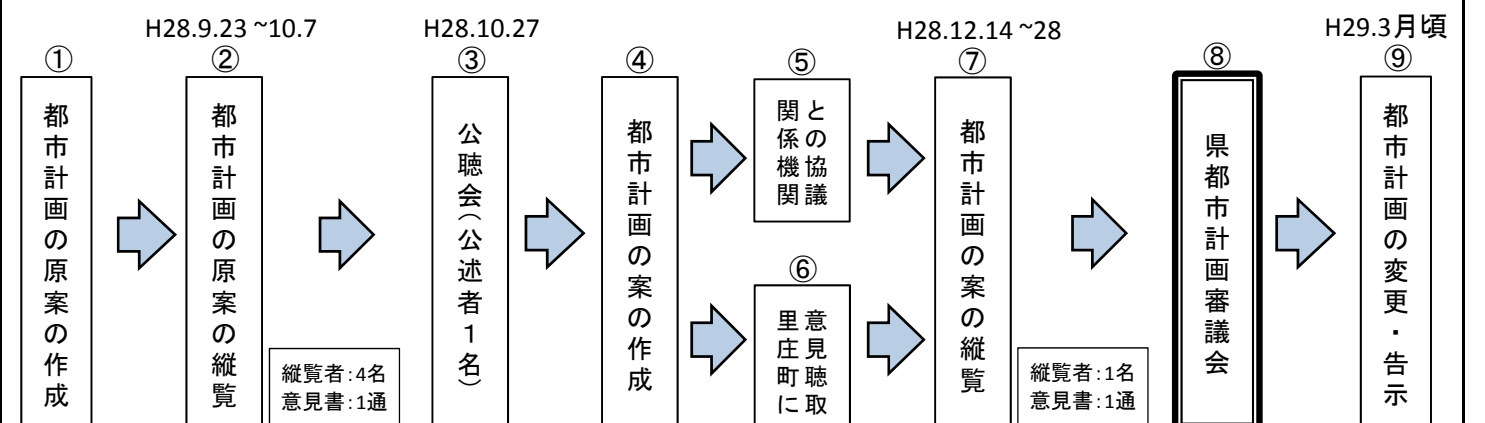 H28.9.23 ~10.7
H28.10.27
H28.12.14 ~28
H29.3月頃
①
都市計画の原案の作成
②
都市計画の原案の縦覧
縦覧者：4名
意見書：1通
③
公聴会（公述者１名）
④
都市計画の案の作成
⑤
関係機関
との協議
⑥
里庄町に
意見聴取
⑦
都市計画の案の縦覧
縦覧者：1名
意見書：1通
⑧
県都市計画審議会
⑨
都市計画の変更・告示